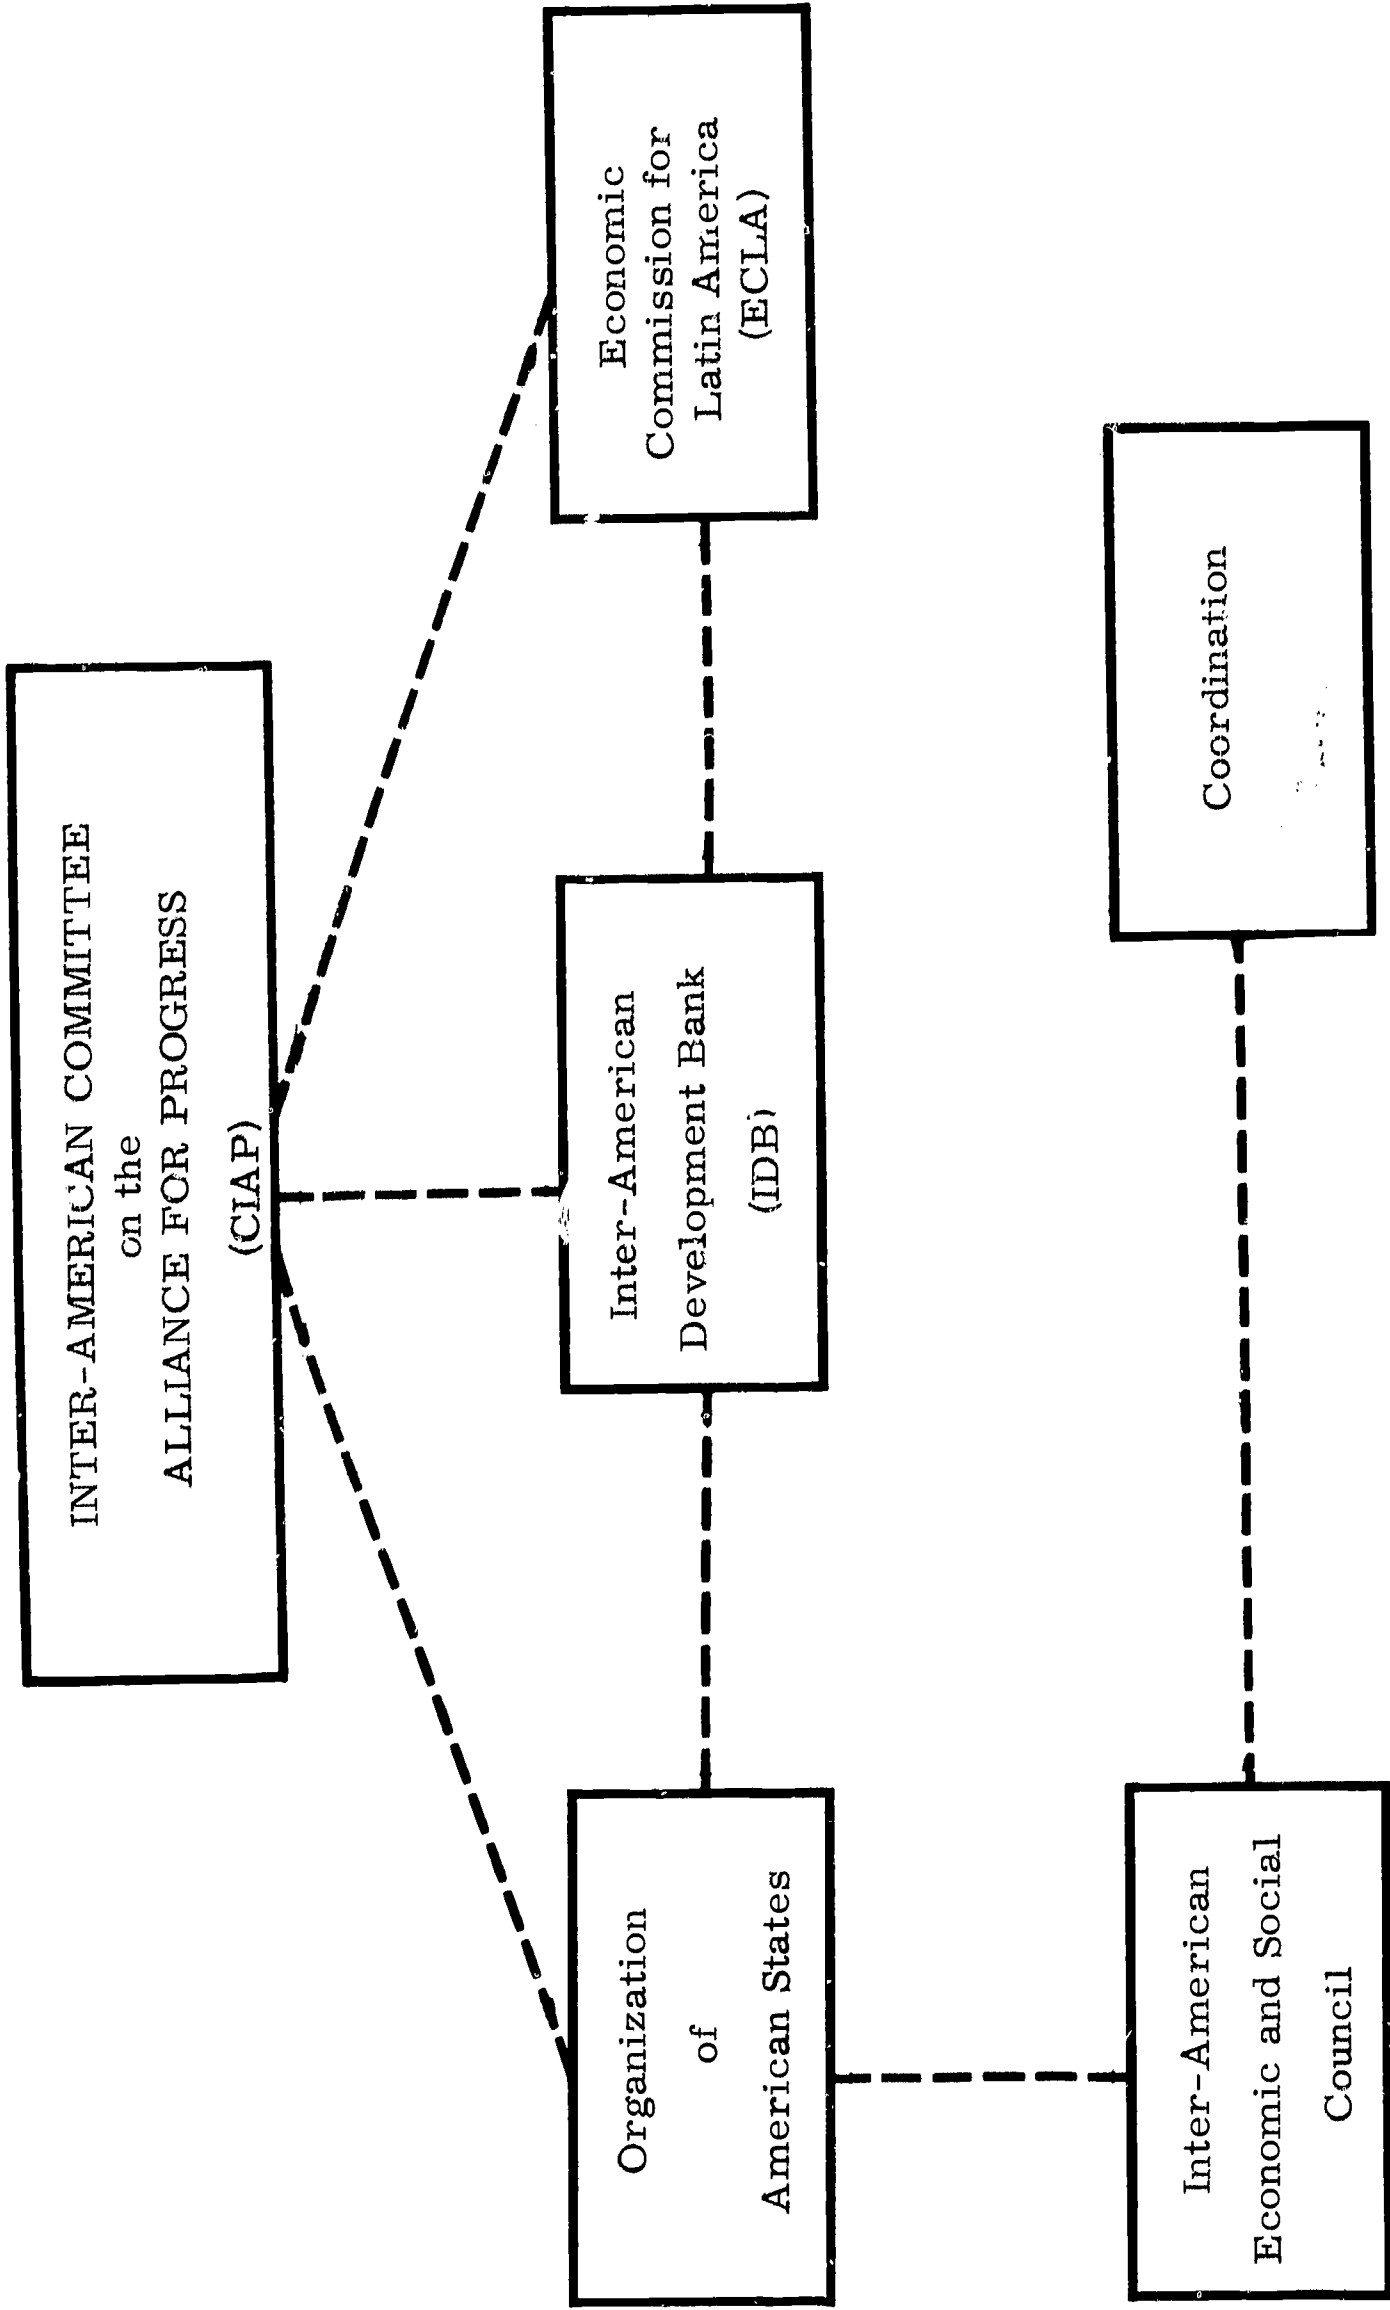 INTER-AMERICAN COMMITTEE
on the
ALLIANCE FOR PROGRESS
(CIAP)
Organization
of
American States
Inter-American
Development Bank
(IDB)
Economic
Commission for
Latin America
(ECLA)
Inter-American
Economic and Social
Council
Coordination